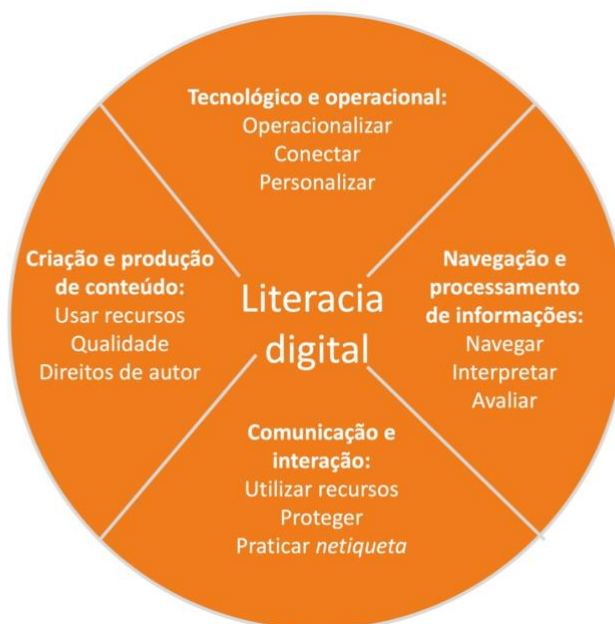 Tecnológico e operacional:
Operacionalizar
Conectar
Personalizar
Criação e produção
de conteúdo:
Usar recursos
Qualidade
Direitos de autor
Literacia
digital
Navegação e
processamento
de informações:
Navegar
Interpretar
Avaliar
Comunicação e
interação:
Utilizar recursos
Proteger
Praticar netiqueta